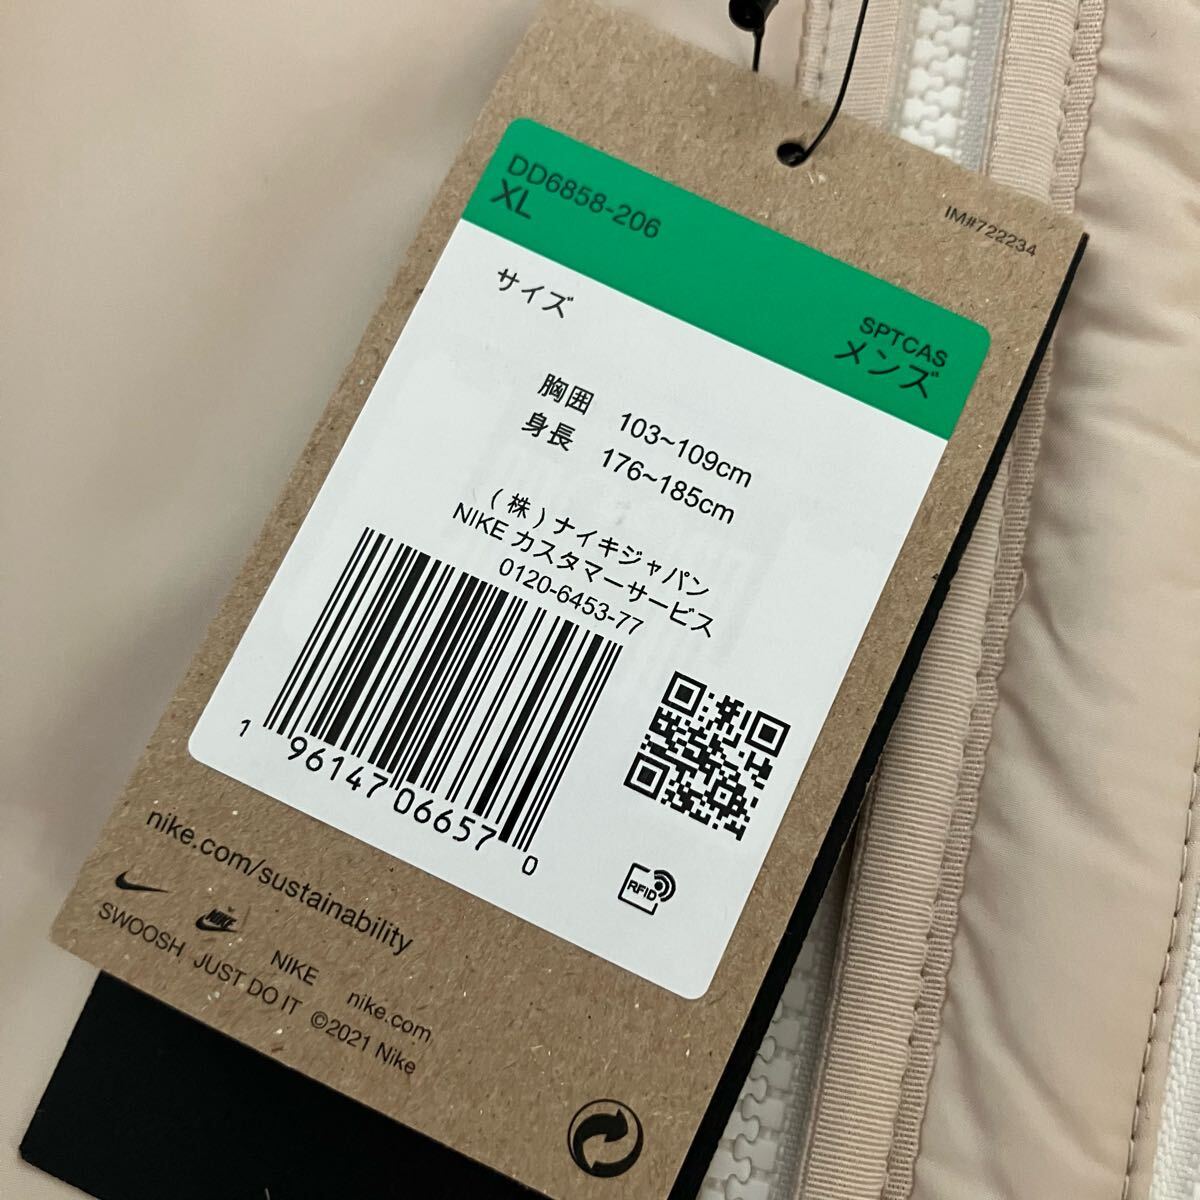 IM#722234
DD6858-206
XL
SPTCAS
メンズ
サイズ
胸囲 103~109cm
身長 176~185cm
(株)ナイキジャパン
NIKE カスタマーサービス
0120-6453-77
1 96147 06657 0
RFID
nike.com/sustainability
NIKE
NIKE nike.com
SWOOSH JUST DO IT ©2021 Nike